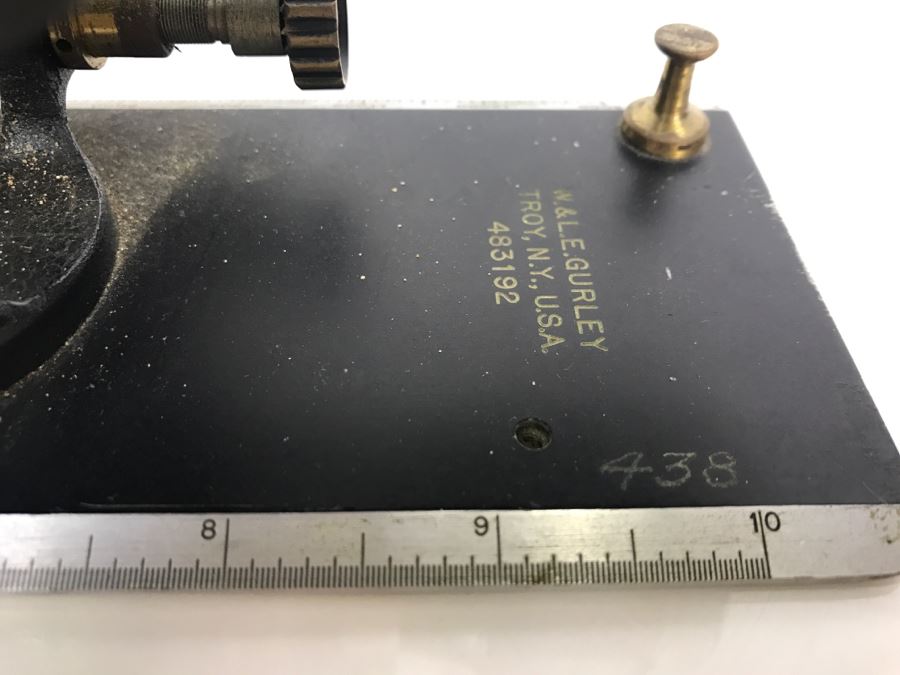 W.&L.E.GURLEY
TROY, N.Y., U.S.A.
483192
438
8 9 10